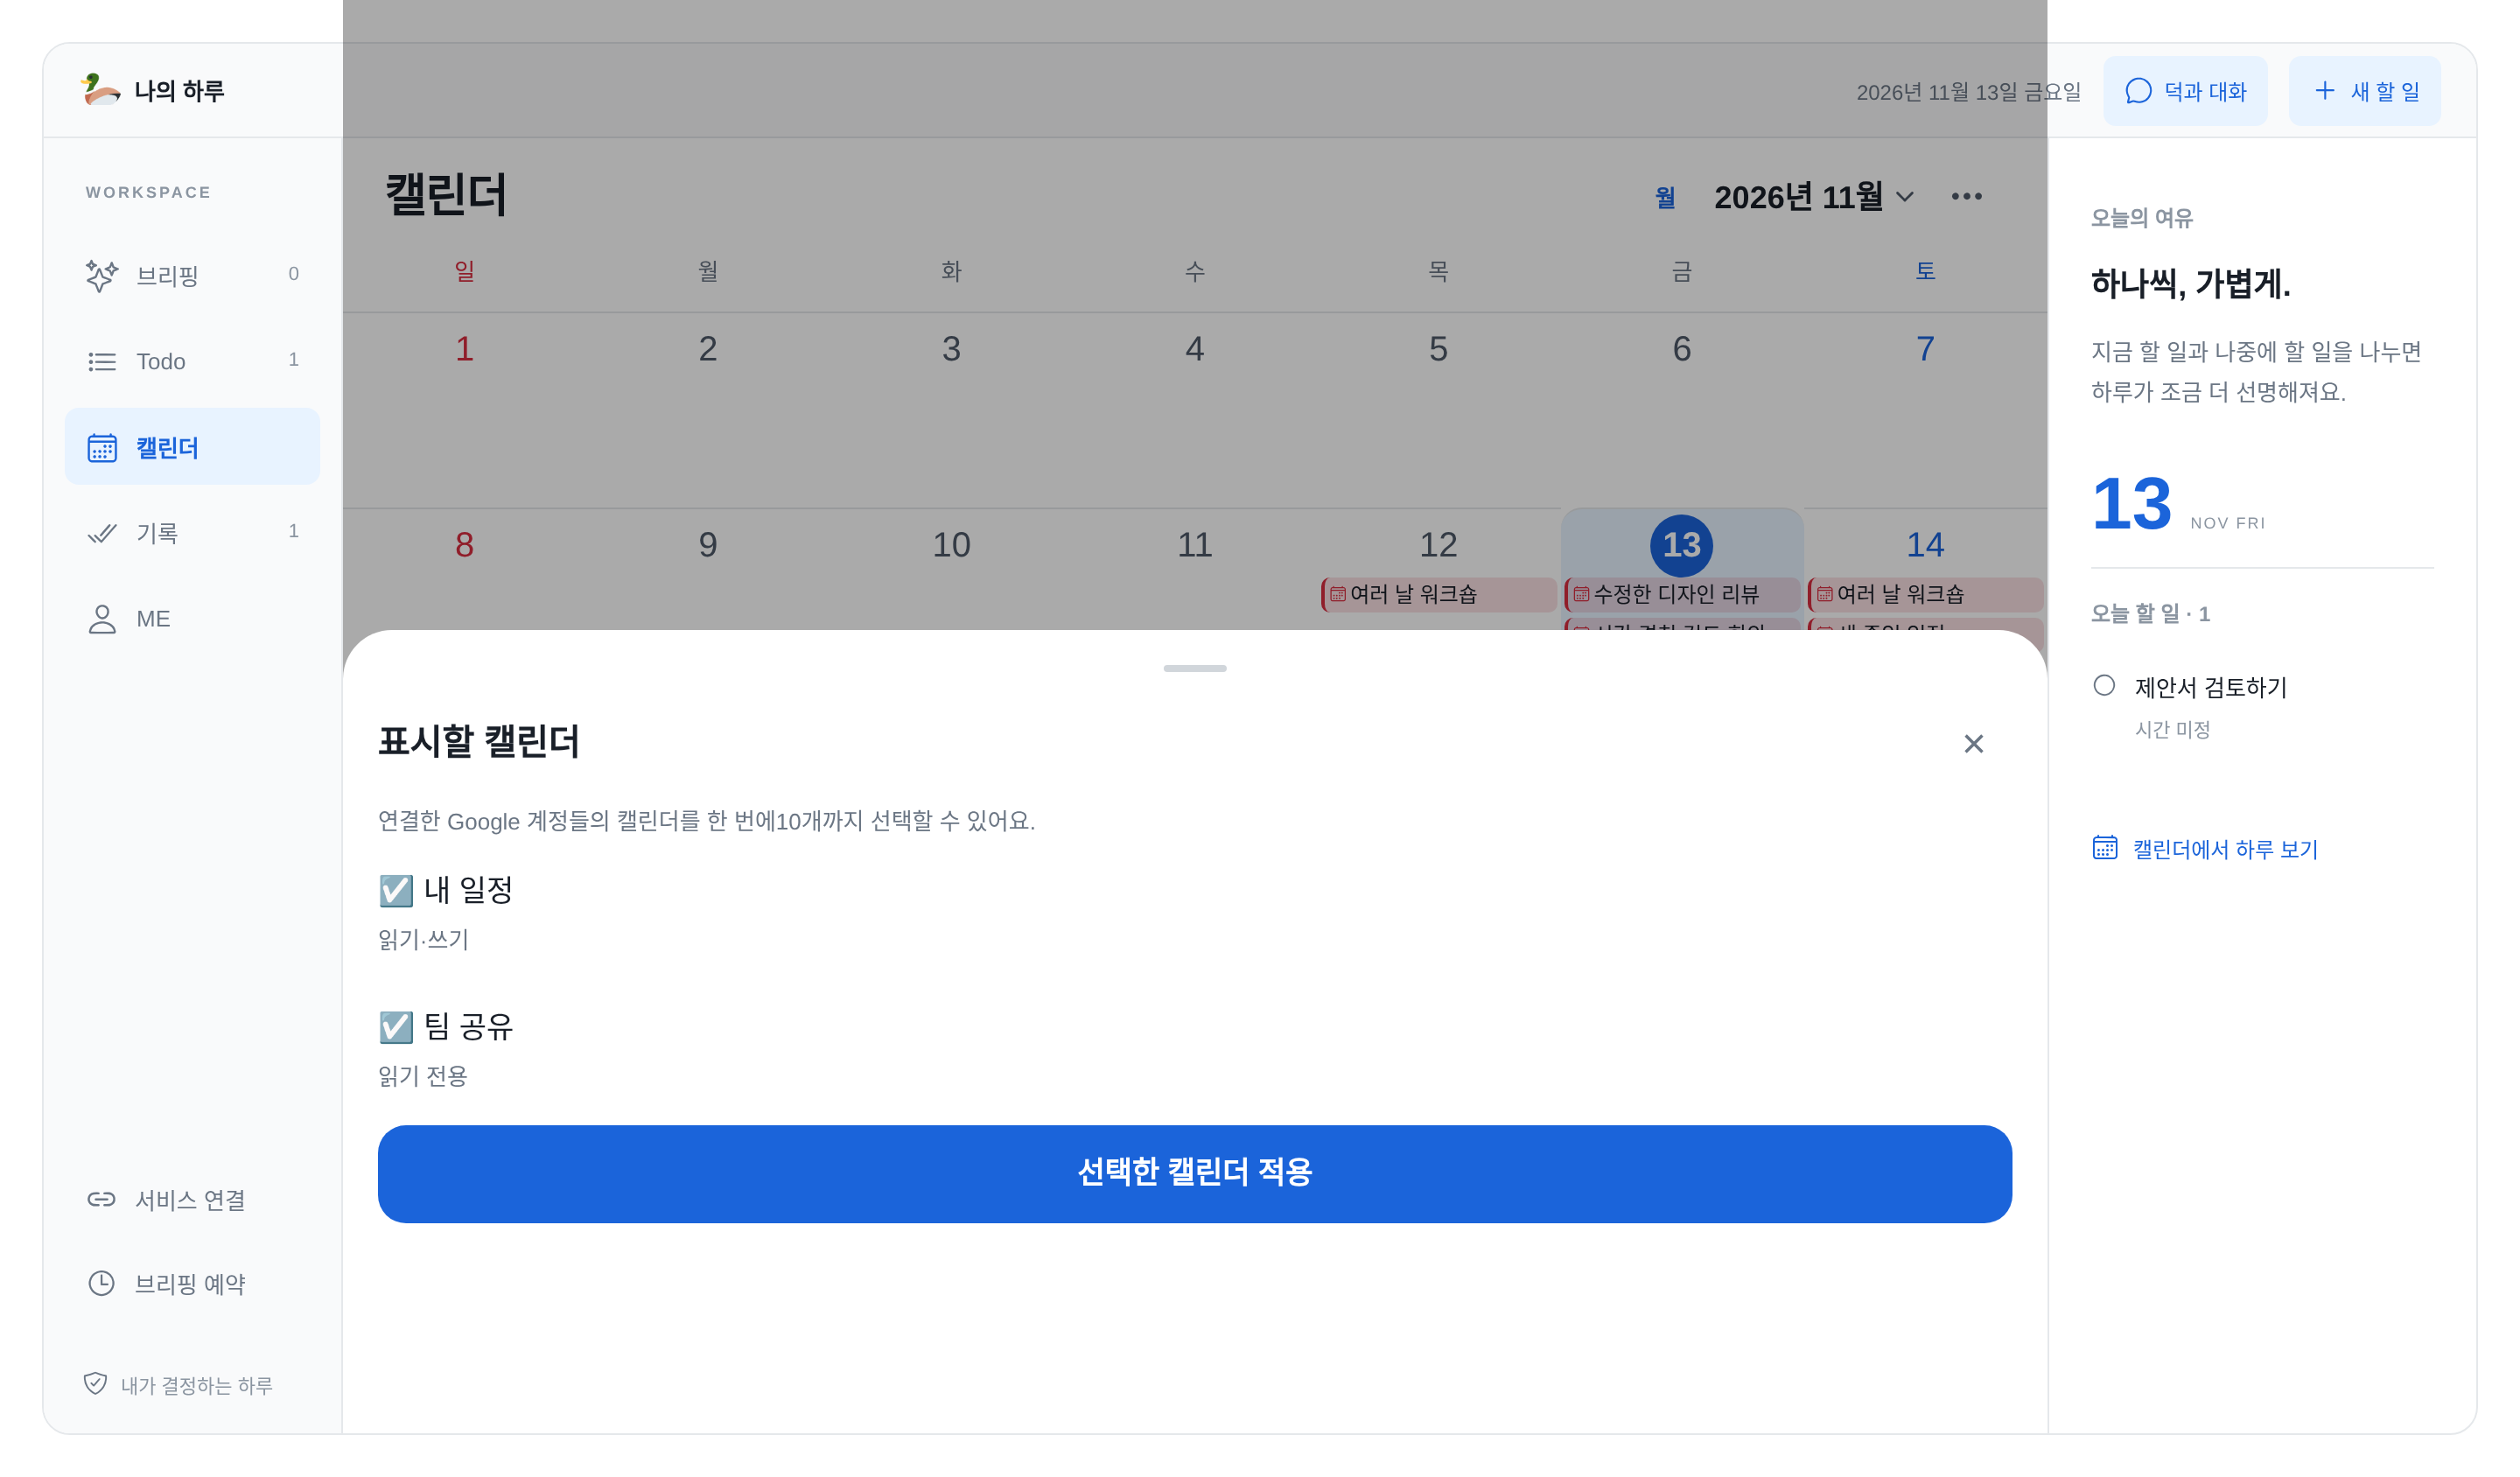 나의 하루
2026년 11월 13일 금요일
덕과 대화
새 할 일
WORKSPACE
브리핑 0
Todo 1
캘린더
기록 1
ME
서비스 연결
브리핑 예약
내가 결정하는 하루
캘린더
월 2026년 11월
일 월 화 수 목 금 토
1 2 3 4 5 6 7
8 9 10 11 12 13 14
여러 날 워크숍 수정한 디자인 리뷰 여러 날 워크숍
표시할 캘린더
연결한 Google 계정들의 캘린더를 한 번에10개까지 선택할 수 있어요.
내 일정
읽기·쓰기
팀 공유
읽기 전용
선택한 캘린더 적용
오늘의 여유
하나씩, 가볍게.
지금 할 일과 나중에 할 일을 나누면
하루가 조금 더 선명해져요.
13 NOV FRI
오늘 할 일 · 1
제안서 검토하기
시간 미정
캘린더에서 하루 보기